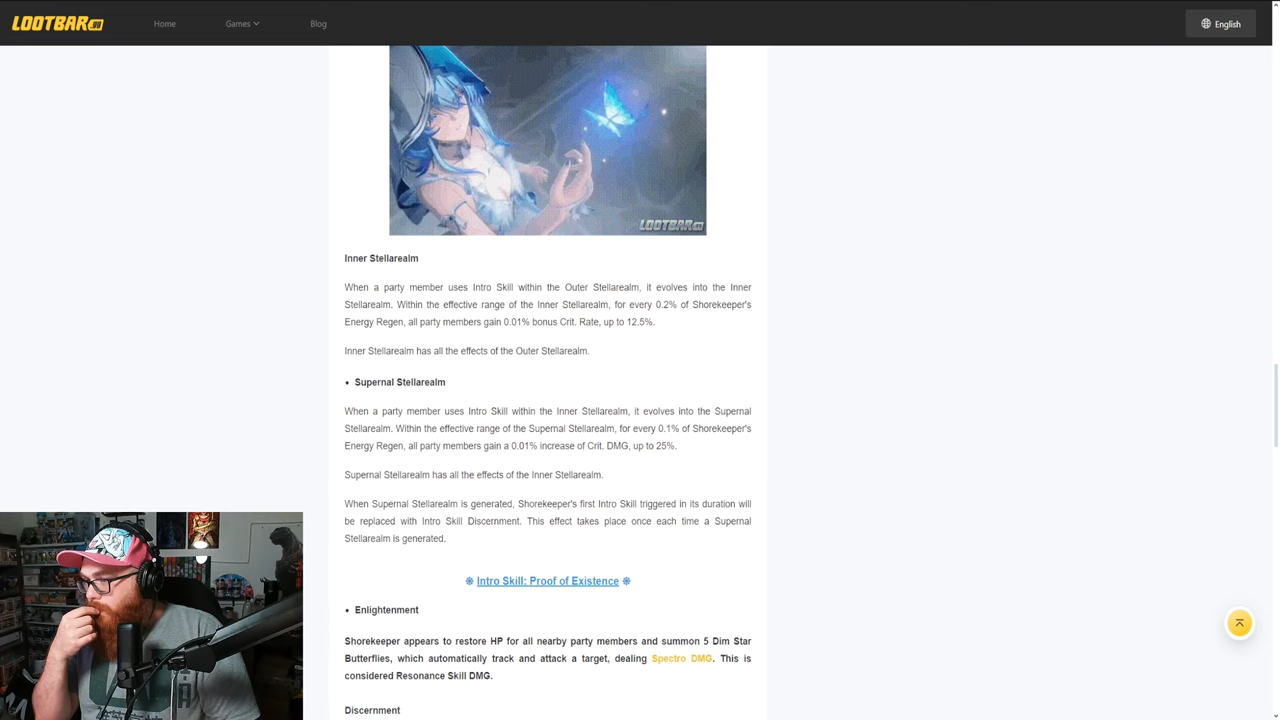 LOOTBAR.GG
Home
Games
Blog
English
LOOTBAR.GG
Inner Stellarealm
When a party member uses Intro Skill within the Outer Stellarealm, it evolves into the Inner
Stellarealm. Within the effective range of the Inner Stellarealm, for every 0.2% of Shorekeeper's
Energy Regen, all party members gain 0.01% bonus Crit. Rate, up to 12.5%.
Inner Stellarealm has all the effects of the Outer Stellarealm.
• Supernal Stellarealm
When a party member uses Intro Skill within the Inner Stellarealm, it evolves into the Supernal
Stellarealm. Within the effective range of the Supernal Stellarealm, for every 0.1% of Shorekeeper's
Energy Regen, all party members gain a 0.01% increase of Crit. DMG, up to 25%.
Supernal Stellarealm has all the effects of the Inner Stellarealm.
When Supernal Stellarealm is generated, Shorekeeper's first Intro Skill triggered in its duration will
be replaced with Intro Skill Discernment. This effect takes place once each time a Supernal
Stellarealm is generated.
❋ Intro Skill: Proof of Existence ❋
• Enlightenment
Shorekeeper appears to restore HP for all nearby party members and summon 5 Dim Star
Butterflies, which automatically track and attack a target, dealing Spectro DMG. This is
considered Resonance Skill DMG.
Discernment